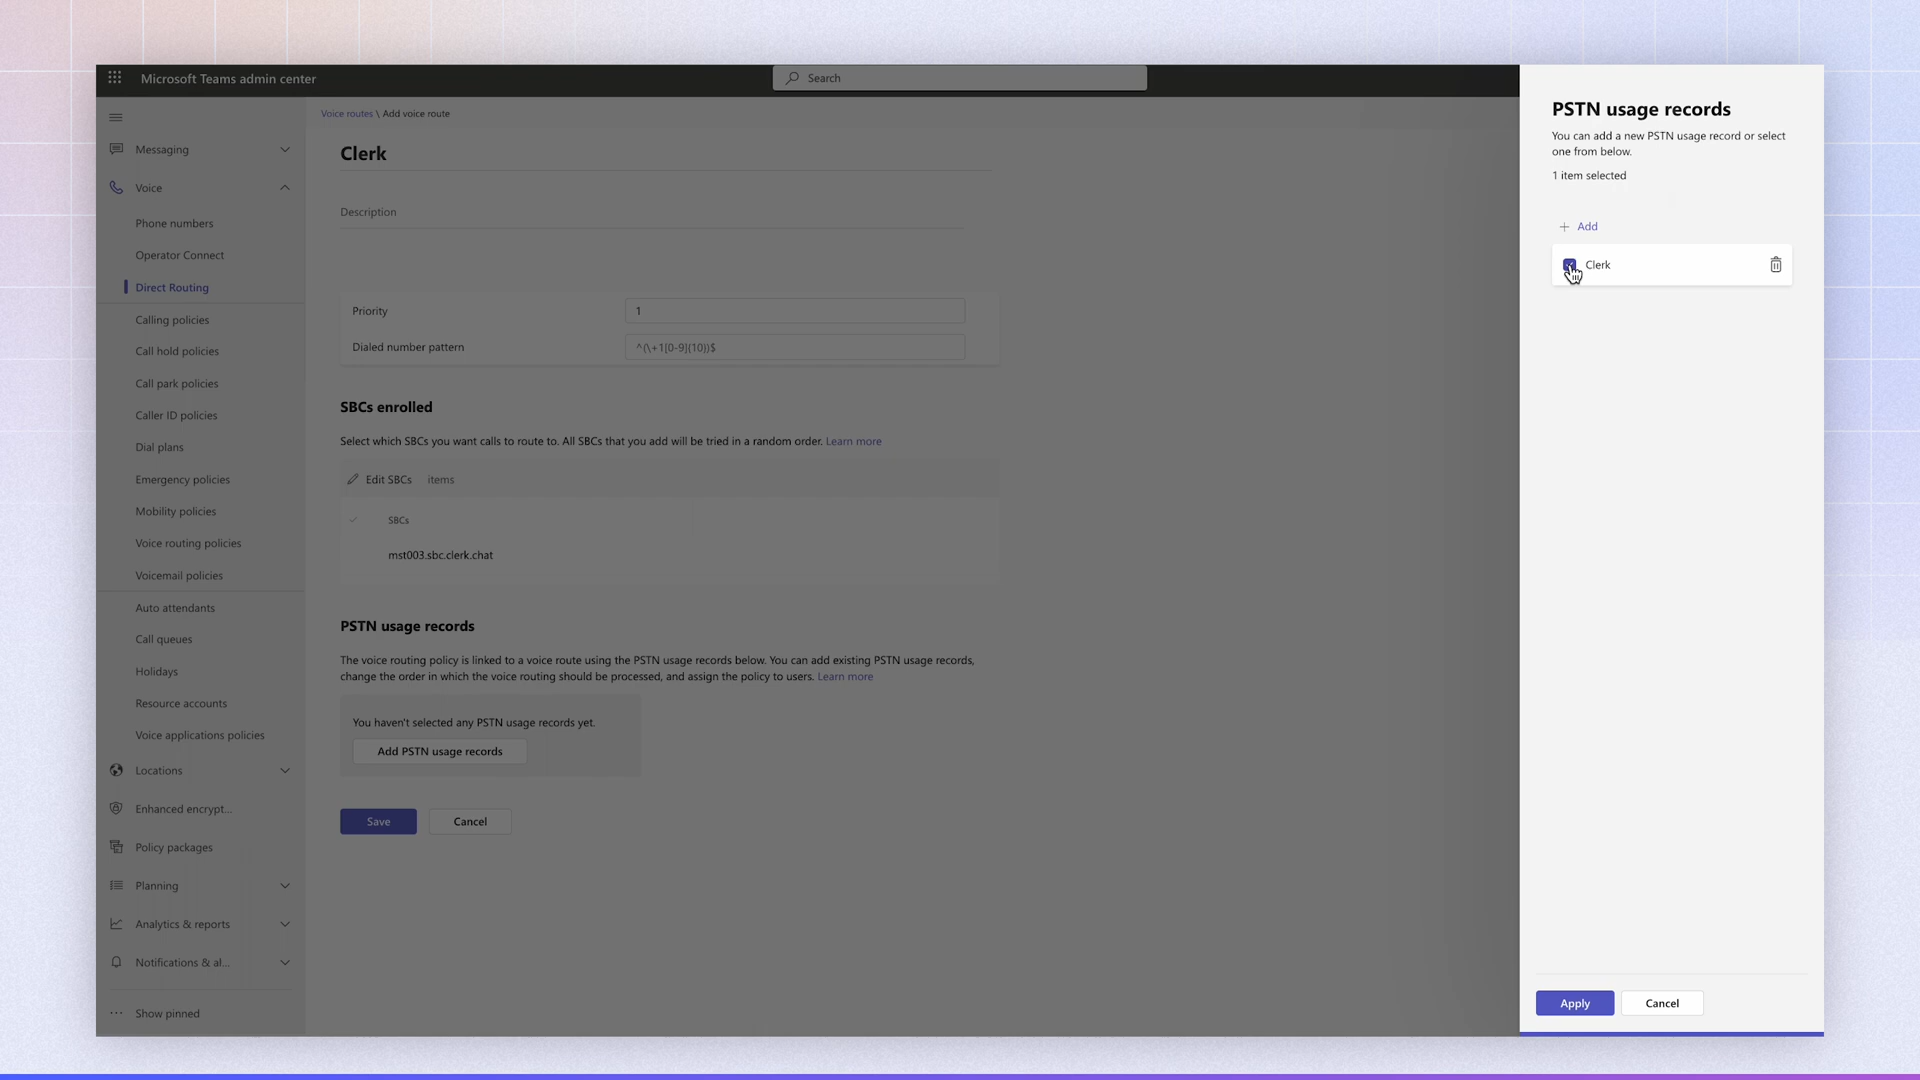 Microsoft Teams admin center
Search
Messaging
Voice
Phone numbers
Operator Connect
Direct Routing
Calling policies
Call hold policies
Call park policies
Caller ID policies
Dial plans
Emergency policies
Mobility policies
Voice routing policies
Voicemail policies
Auto attendants
Call queues
Holidays
Resource accounts
Voice applications policies
Locations
Enhanced encrypt...
Policy packages
Planning
Analytics & reports
Notifications & al...
Show pinned
Voice routes \ Add voice route
Clerk
Description
Priority
1
Dialed number pattern
^(\+1[0-9]{10})$
SBCs enrolled
Select which SBCs you want calls to route to. All SBCs that you add will be tried in a random order. Learn more
Edit SBCs items
SBCs
mst003.sbc.clerk.chat
PSTN usage records
The voice routing policy is linked to a voice route using the PSTN usage records below. You can add existing PSTN usage records,
change the order in which the voice routing should be processed, and assign the policy to users. Learn more
You haven't selected any PSTN usage records yet.
Add PSTN usage records
Save
Cancel
PSTN usage records
You can add a new PSTN usage record or select
one from below.
1 item selected
+ Add
Clerk
Apply
Cancel